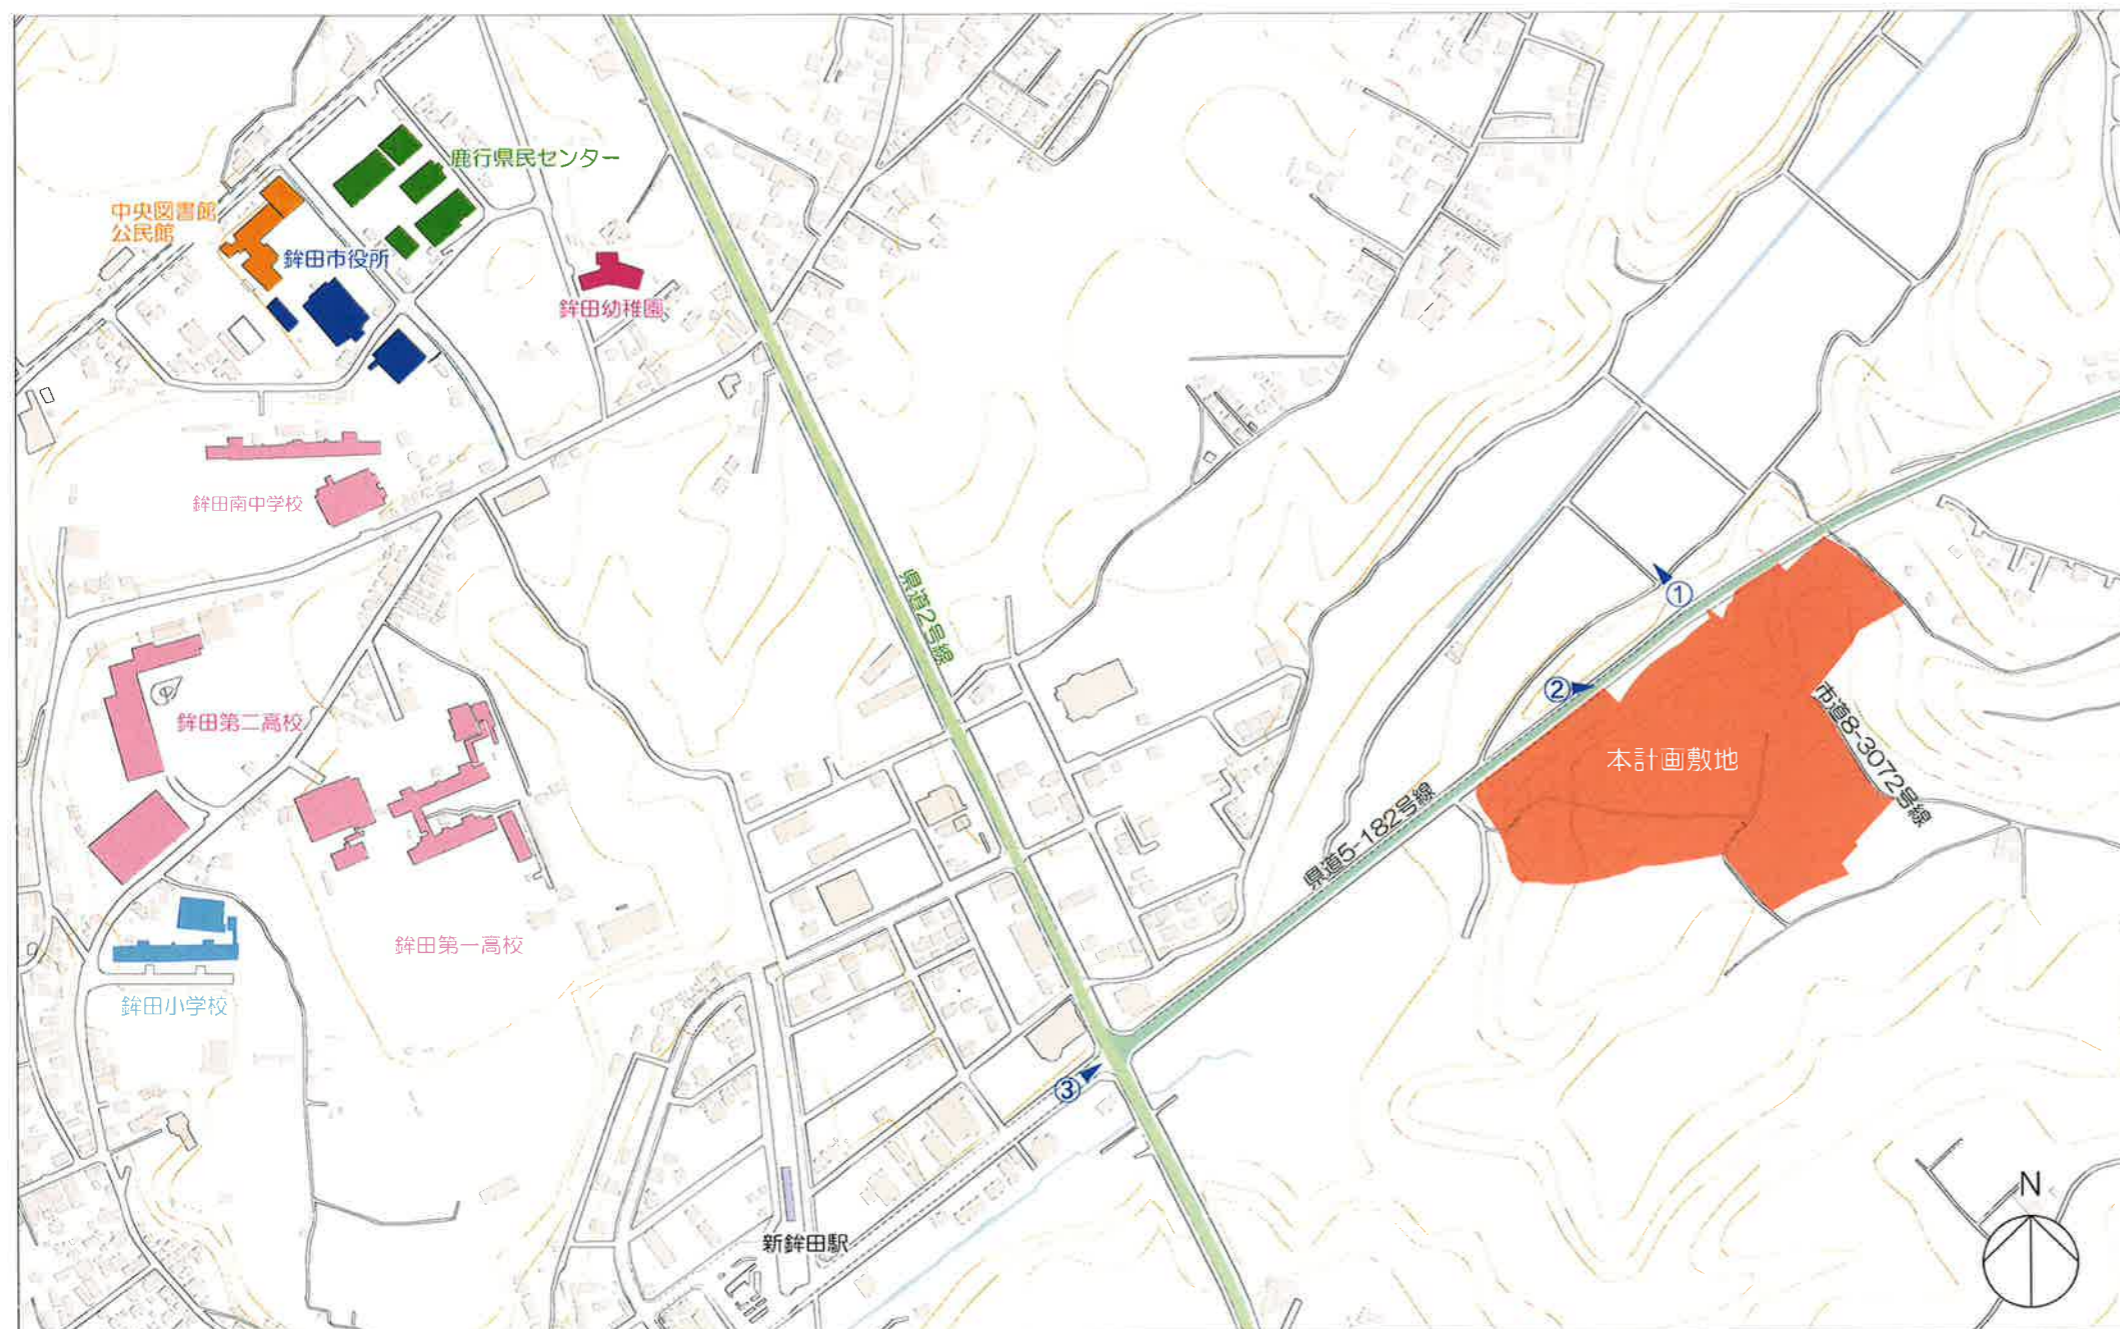 鹿行県民センター
中央図書館
公民館
鉾田市役所
鉾田幼稚園
鉾田南中学校
県道2号線
①
②
市道8-3072号線
本計画敷地
県道5-182号線
鉾田第二高校
鉾田第一高校
鉾田小学校
③
新鉾田駅
N